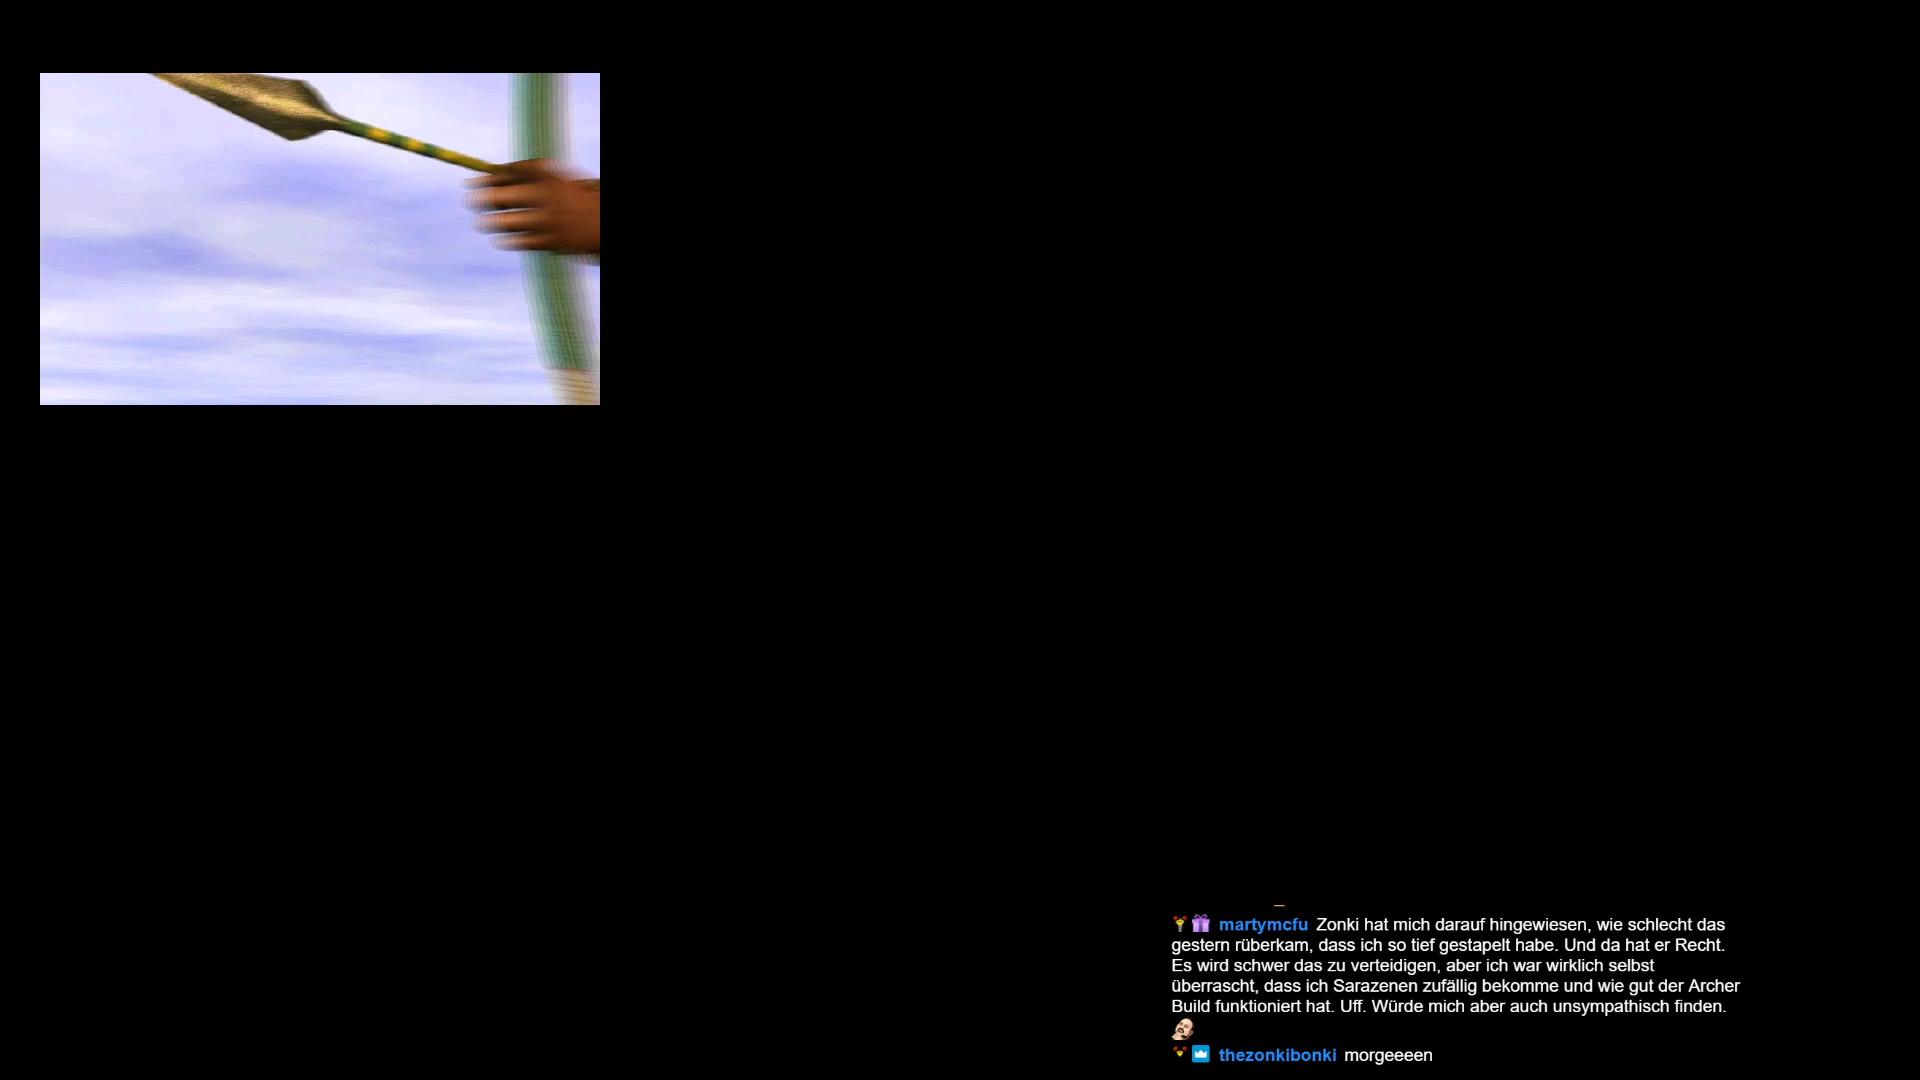 martymcfu Zonki hat mich darauf hingewiesen, wie schlecht das
gestern rüberkam, dass ich so tief gestapelt habe. Und da hat er Recht.
Es wird schwer das zu verteidigen, aber ich war wirklich selbst
überrascht, dass ich Sarazenen zufällig bekomme und wie gut der Archer
Build funktioniert hat. Uff. Würde mich aber auch unsympathisch finden.
thezonkibonki morgeeeen